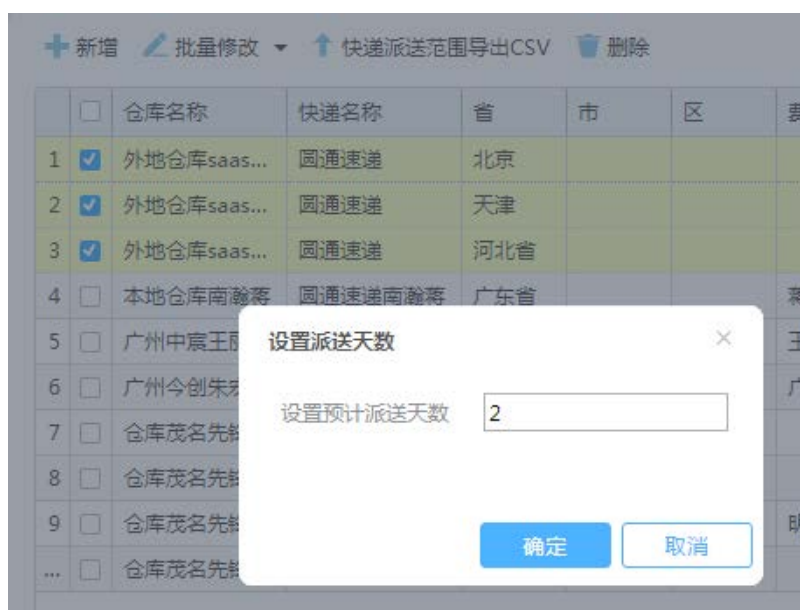 新增 批量修改 快递派送范围导出CSV 删除
仓库名称 快递名称 省 市 区
1 外地仓库saas... 圆通速递 北京
2 外地仓库saas... 圆通速递 天津
3 外地仓库saas... 圆通速递 河北省
4 本地仓库南瀚蒋 圆通速递南瀚蒋 广东省
5 广州中宸王
6 广州今创朱
7 仓库茂名先
8 仓库茂名先
9 仓库茂名先
... 仓库茂名先
设置派送天数
设置预计派送天数 2
确定 取消